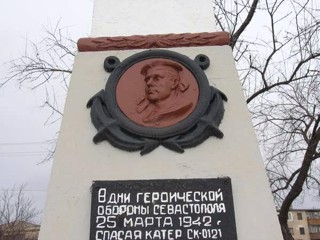 В ДНИ ГЕРОИЧЕСКОЙ
ОБОРОНЫ СЕВАСТОПОЛЯ
25 МАРТА 1942 г.
СПАСАЯ КАТЕР СК-0121